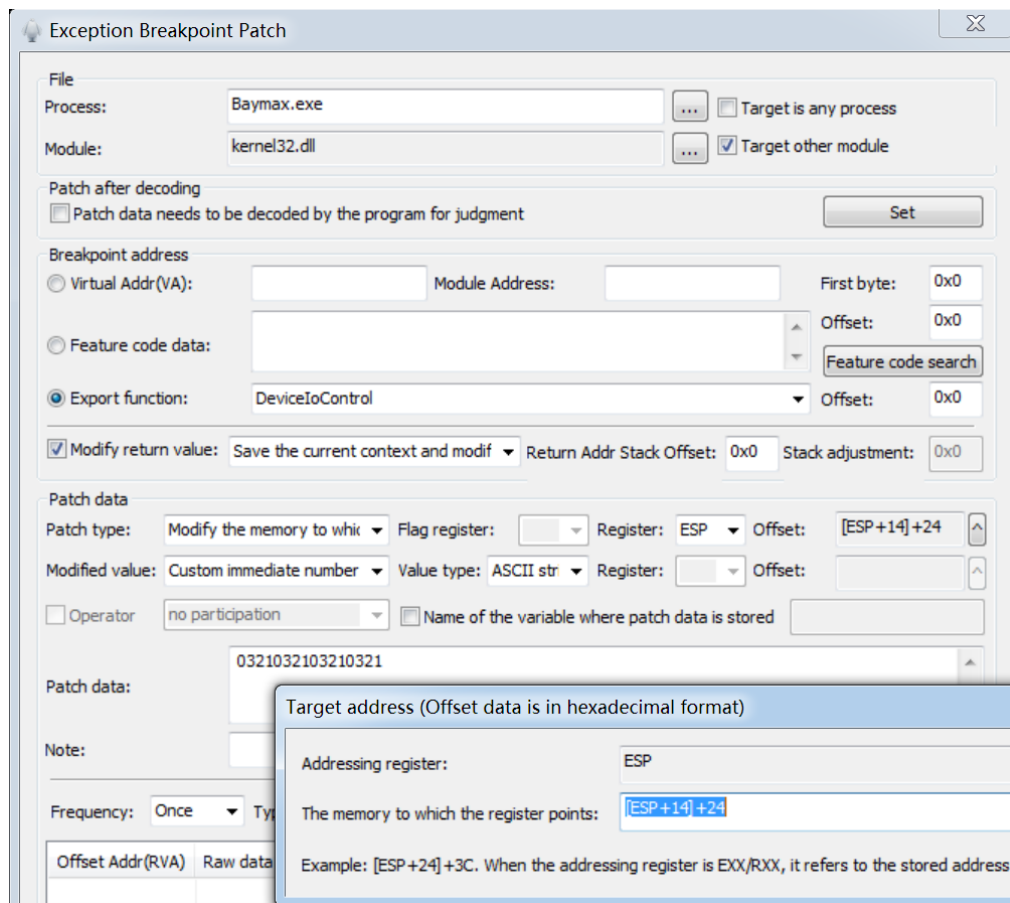 Exception Breakpoint Patch
File
Process: Baymax.exe ... Target is any process
Module: kernel32.dll ... Target other module
Patch after decoding
Patch data needs to be decoded by the program for judgment Set
Breakpoint address
Virtual Addr(VA): Module Address: First byte: 0x0
Offset: 0x0
Feature code data:
Feature code search
Export function: DeviceIoControl Offset: 0x0
Modify return value: Save the current context and modif Return Addr Stack Offset: 0x0 Stack adjustment: 0x0
Patch data
Patch type: Modify the memory to whic Flag register: Register: ESP Offset: [ESP+14]+24
Modified value: Custom immediate number Value type: ASCII str Register: Offset:
Operator no participation Name of the variable where patch data is stored
0321032103210321
Patch data:
Target address (Offset data is in hexadecimal format)
Note:
Addressing register: ESP
Frequency: Once Typ
The memory to which the register points: [ESP+14]+24
Offset Addr(RVA) Raw data
Example: [ESP+24]+3C. When the addressing register is EXX/RXX, it refers to the stored address